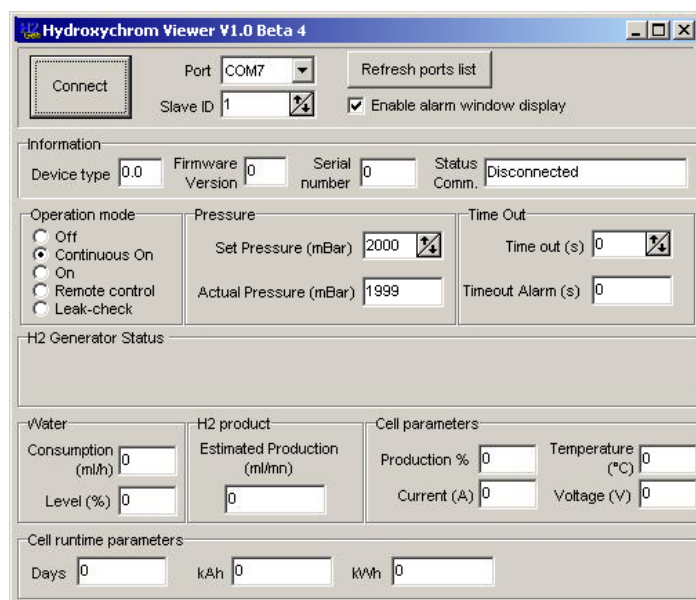 H2 Gen Hydroxychrom Viewer V1.0 Beta 4
Connect
Port COM7 Refresh ports list
Slave ID 1 Enable alarm window display
Information
Device type 0.0 Firmware Version 0 Serial number 0 Status Comm. Disconnected
Operation mode
Off
Continuous On
On
Remote control
Leak-check
Pressure
Set Pressure (mBar) 2000
Actual Pressure (mBar) 1999
Time Out
Time out (s) 0
Timeout Alarm (s) 0
H2 Generator Status
Water
Consumption (ml/h) 0
Level (%) 0
H2 product
Estimated Production
(ml/mn)
0
Cell parameters
Production % 0 Temperature (°C) 0
Current (A) 0 Voltage (V) 0
Cell runtime parameters
Days 0 kAh 0 kWh 0